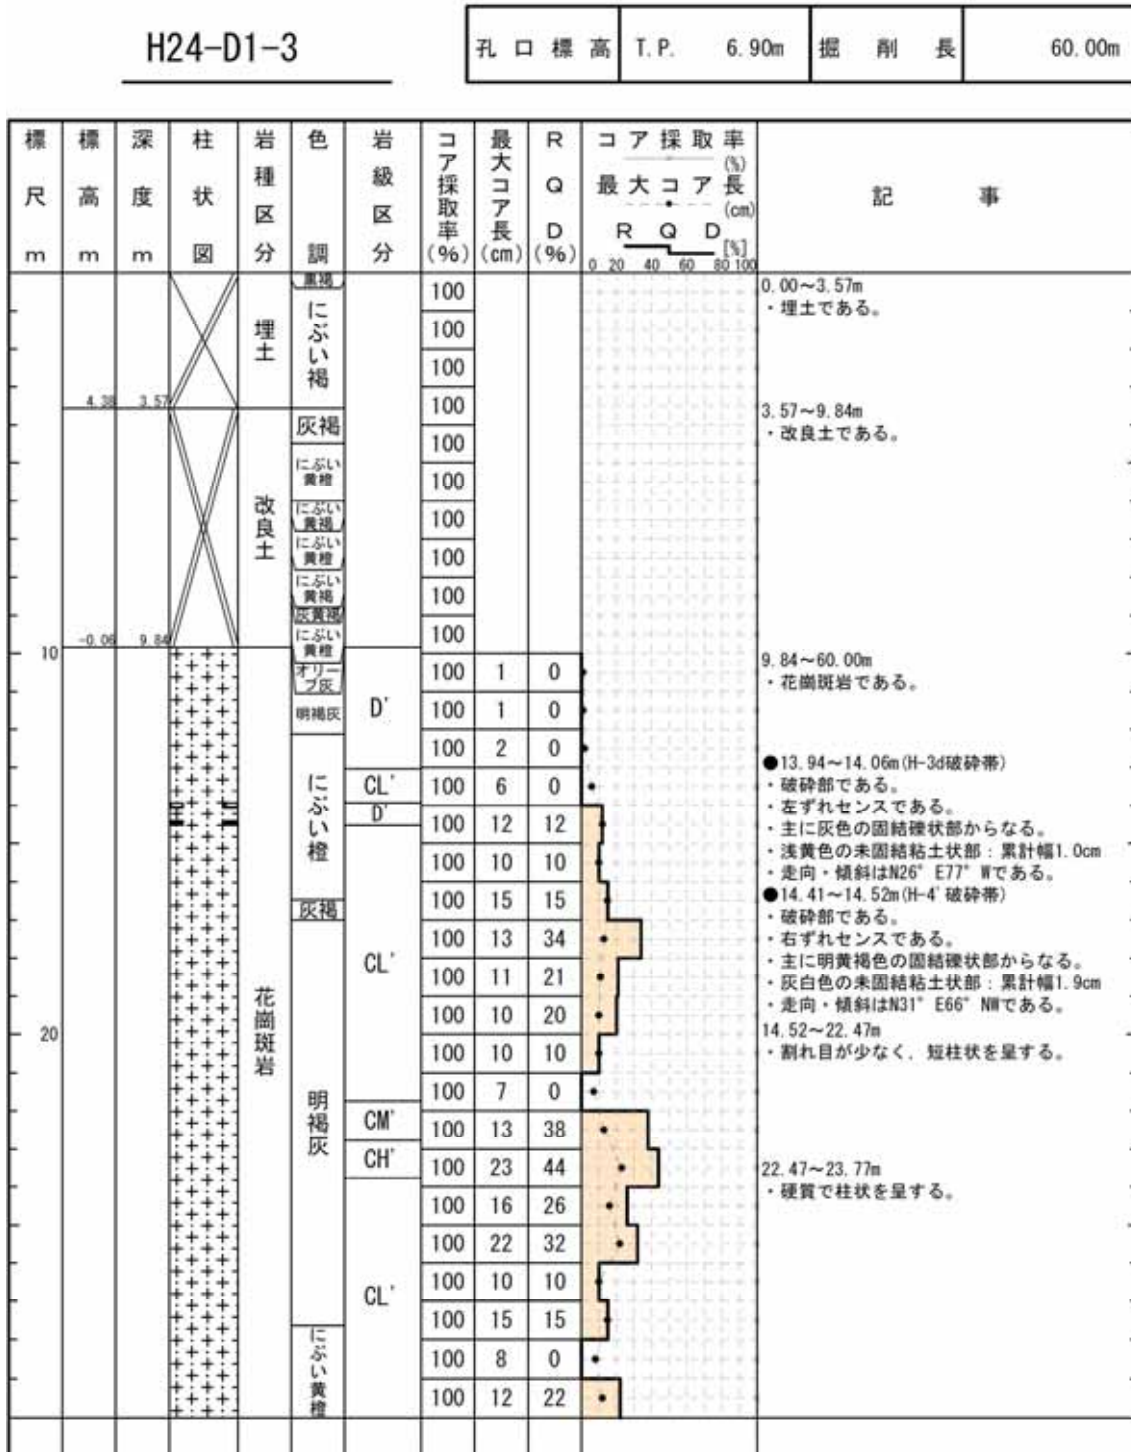 H24-D1-3
孔口標高 T.P. 6.90m 掘削長 60.00m
標尺m
標高m
深度m
柱状図
岩種区分
色調
岩級区分
コア採取率(%)
最大コア長(cm)
RQD(%)
コア採取率(%)
最大コア長(cm)
RQD[%]
0 20 40 60 80 100
記事
黒褐
にぶい褐
灰褐
にぶい黄橙
にぶい黄褐
にぶい黄橙
にぶい黄褐
灰黄褐
にぶい黄橙
オリーブ灰
明褐灰
にぶい橙
灰褐
明褐灰
にぶい黄橙
埋土
改良土
花崗斑岩
4.38 3.57
-0.06 9.84
10
20
D'
CL'
D'
CL'
CM'
CH'
CL'
100
100
100
100
100
100
100
100
100
100
100 1 0
100 1 0
100 2 0
100 6 0
100 12 12
100 10 10
100 15 15
100 13 34
100 11 21
100 10 20
100 10 10
100 7 0
100 13 38
100 23 44
100 16 26
100 22 32
100 10 10
100 15 15
100 8 0
100 12 22
0.00～3.57m
・埋土である。
3.57～9.84m
・改良土である。
9.84～60.00m
・花崗斑岩である。
●13.94～14.06m(H-3d破砕帯)
・破砕部である。
・左ずれセンスである。
・主に灰色の固結礫状部からなる。
・浅黄色の未固結粘土状部：累計幅1.0cm
・走向・傾斜はN26°E77°Wである。
●14.41～14.52m(H-4'破砕帯)
・破砕部である。
・右ずれセンスである。
・主に明黄褐色の固結礫状部からなる。
・灰白色の未固結粘土状部：累計幅1.9cm
・走向・傾斜はN31°E66°NWである。
14.52～22.47m
・割れ目が少なく、短柱状を呈する。
22.47～23.77m
・硬質で柱状を呈する。